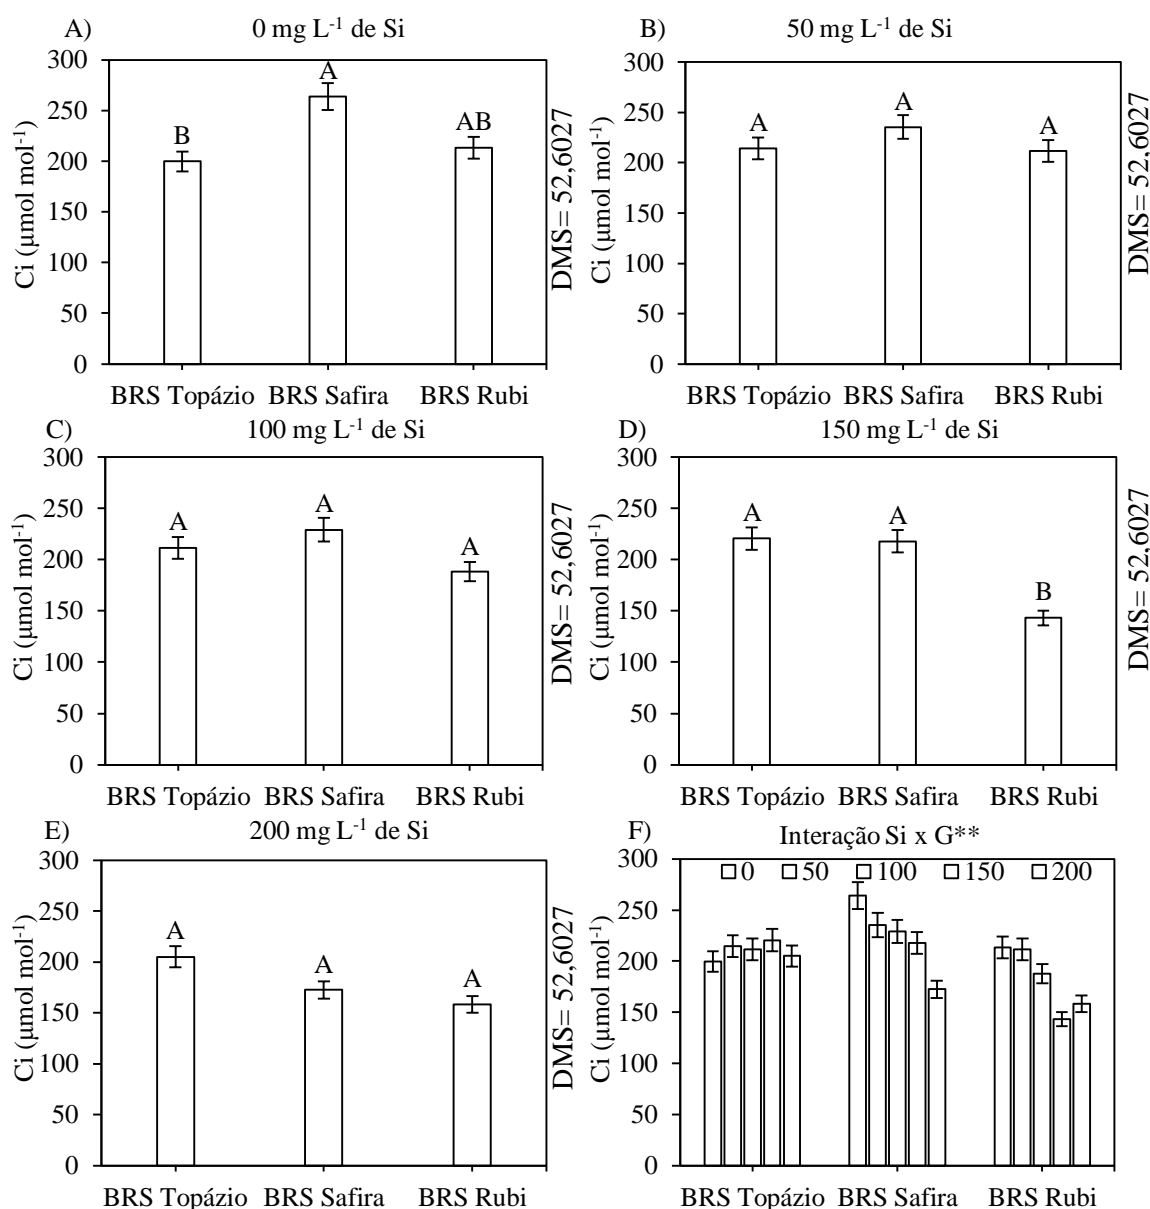 A) 0 mg L⁻¹ de Si
300
250
200
150
100
50
0
Ci (µmol mol⁻¹)
B
A
AB
BRS Topázio BRS Safira BRS Rubi
DMS= 52,6027
B) 50 mg L⁻¹ de Si
300
250
200
150
100
50
0
Ci (µmol mol⁻¹)
A
A
A
BRS Topázio BRS Safira BRS Rubi
DMS= 52,6027
C) 100 mg L⁻¹ de Si
300
250
200
150
100
50
0
Ci (µmol mol⁻¹)
A
A
A
BRS Topázio BRS Safira BRS Rubi
DMS= 52,6027
D) 150 mg L⁻¹ de Si
300
250
200
150
100
50
0
Ci (µmol mol⁻¹)
A
A
B
BRS Topázio BRS Safira BRS Rubi
DMS= 52,6027
E) 200 mg L⁻¹ de Si
300
250
200
150
100
50
0
Ci (µmol mol⁻¹)
A
A
A
BRS Topázio BRS Safira BRS Rubi
DMS= 52,6027
F) Interação Si x G**
300
250
200
150
100
50
0
Ci (µmol mol⁻¹)
0 50 100 150 200
BRS Topázio BRS Safira BRS Rubi